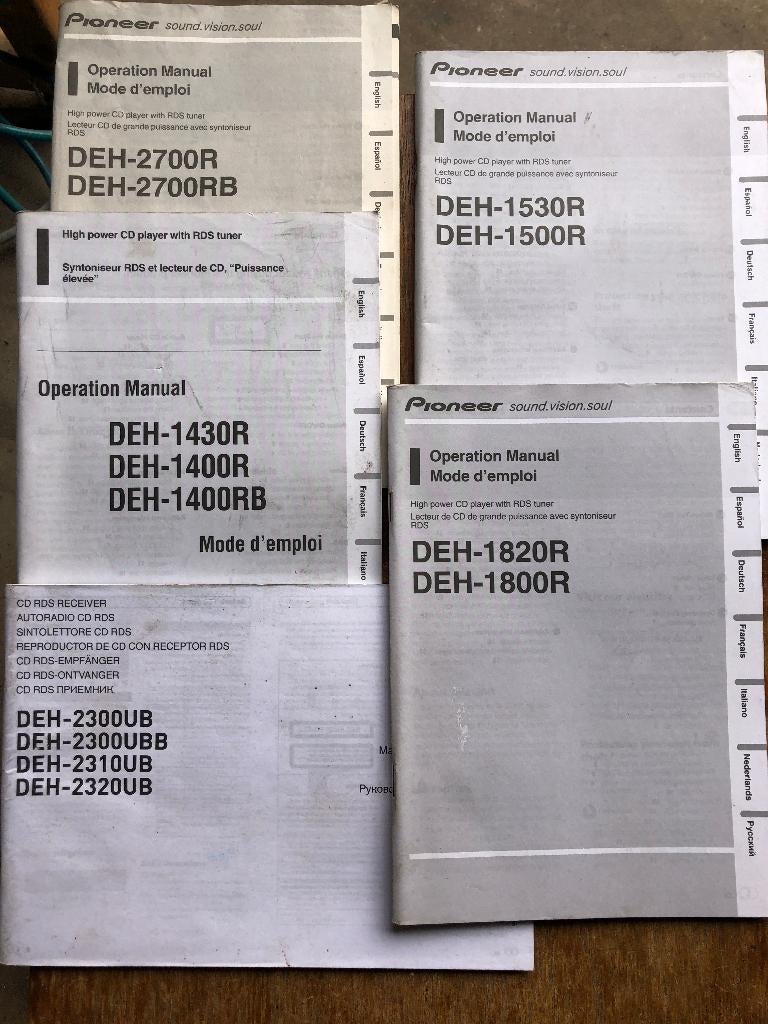 Pioneer sound.vision.soul
Operation Manual
Mode d'emploi
High power CD player with RDS tuner
Lecteur de CD de grande puissance avec syntoniseur
RDS
DEH-2700R
DEH-2700RB
English
Español
Pioneer sound.vision.soul
Operation Manual
Mode d'emploi
High power CD player with RDS tuner
Lecteur de CD de grande puissance avec syntoniseur
RDS
DEH-1530R
DEH-1500R
English
Español
Deutsch
Français
High power CD player with RDS tuner
Syntoniseur RDS et lecteur de CD, "Puissance
élevée"
Operation Manual
DEH-1430R
DEH-1400R
DEH-1400RB
Mode d'emploi
English
Español
Deutsch
Français
Italiano
Pioneer sound.vision.soul
Operation Manual
Mode d'emploi
High power CD player with RDS tuner
Lecteur de CD de grande puissance avec syntoniseur
RDS
DEH-1820R
DEH-1800R
English
Español
Deutsch
Français
Italiano
Nederlands
Русский
CD RDS RECEIVER
AUTORADIO CD RDS
SINTOLETTORE CD RDS
REPRODUCTOR DE CD CON RECEPTOR RDS
CD RDS-EMPFÄNGER
CD RDS-ONTVANGER
CD RDS ПРИЕМНИК
DEH-2300UB
DEH-2300UBB
DEH-2310UB
DEH-2320UB